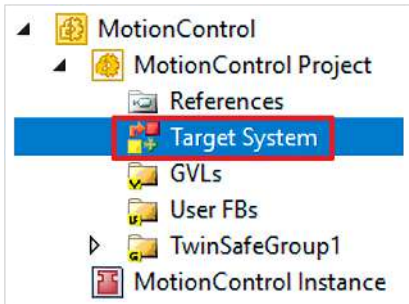 MotionControl
MotionControl Project
References
Target System
GVLs
User FBs
TwinSafeGroup1
MotionControl Instance